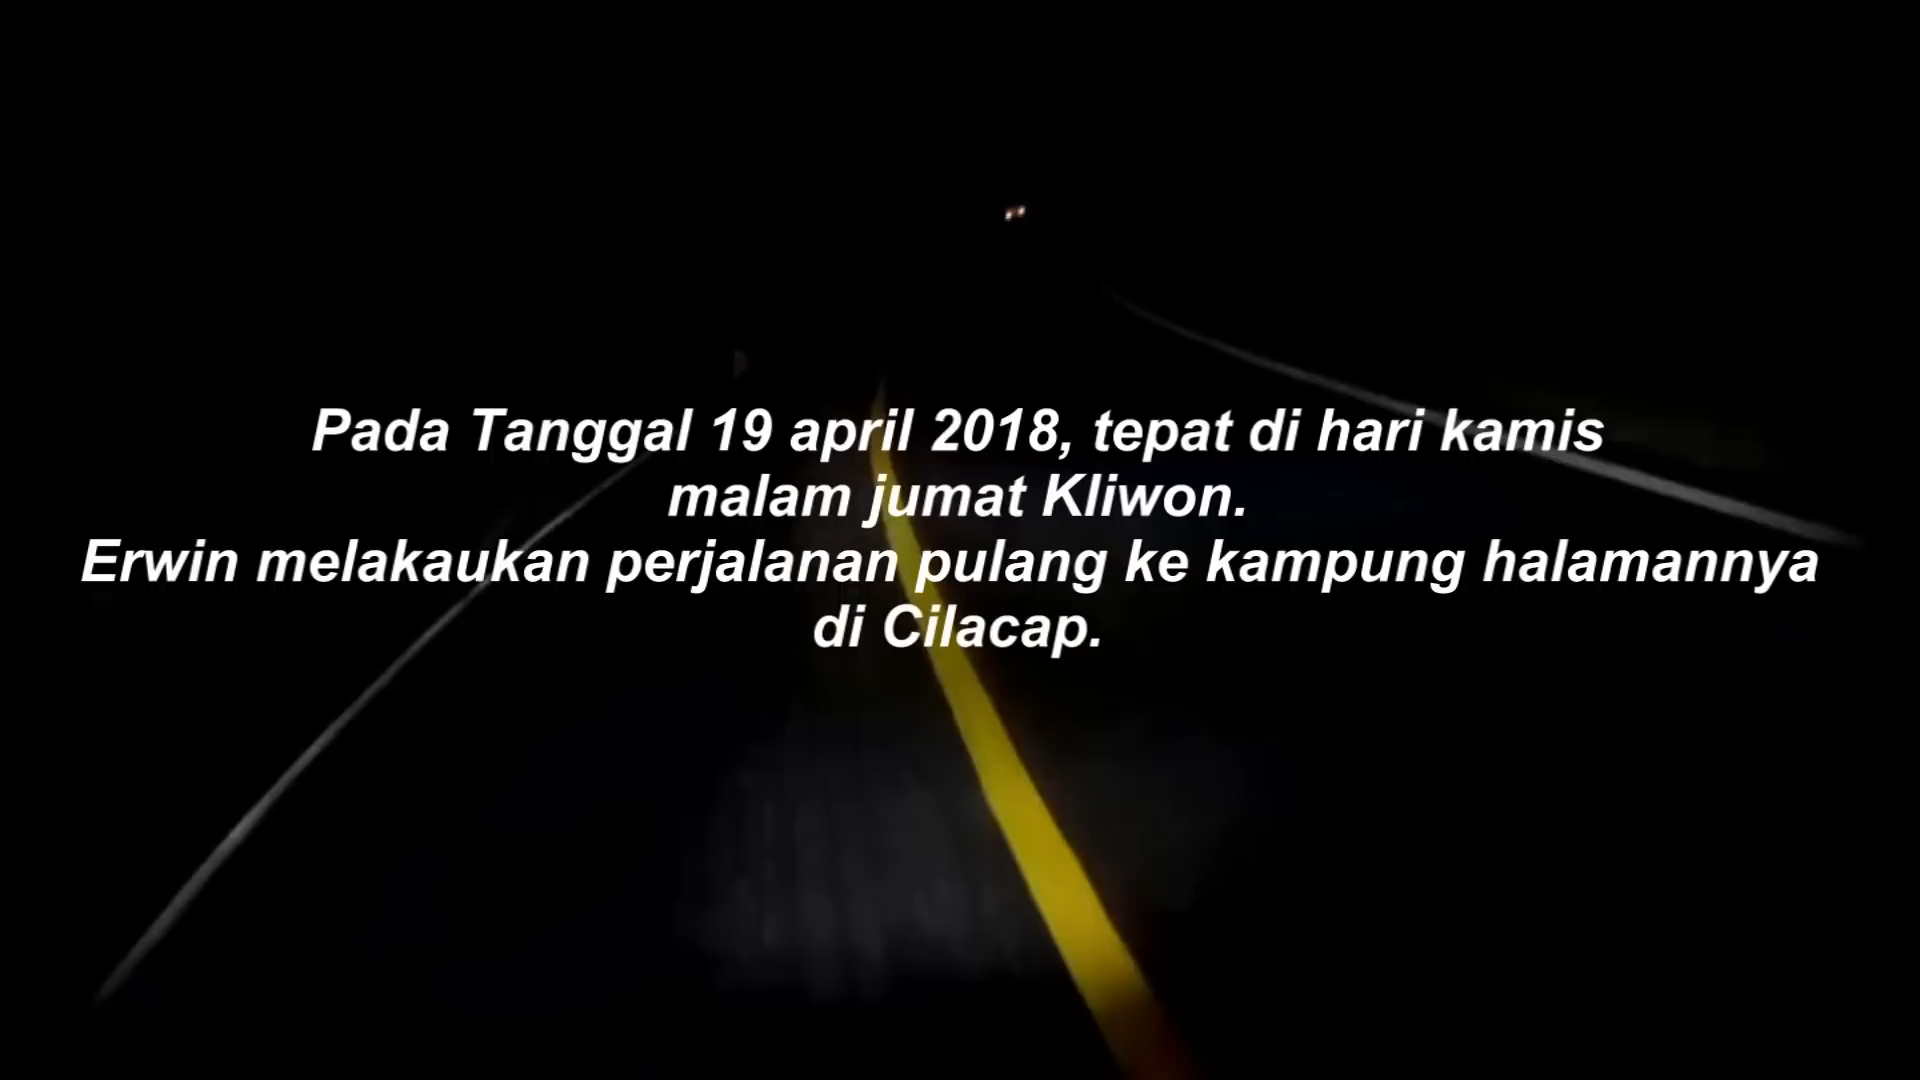 Pada Tanggal 19 april 2018, tepat di hari kamis
malam jumat Kliwon.
Erwin melakaukan perjalanan pulang ke kampung halamannya
di Cilacap.